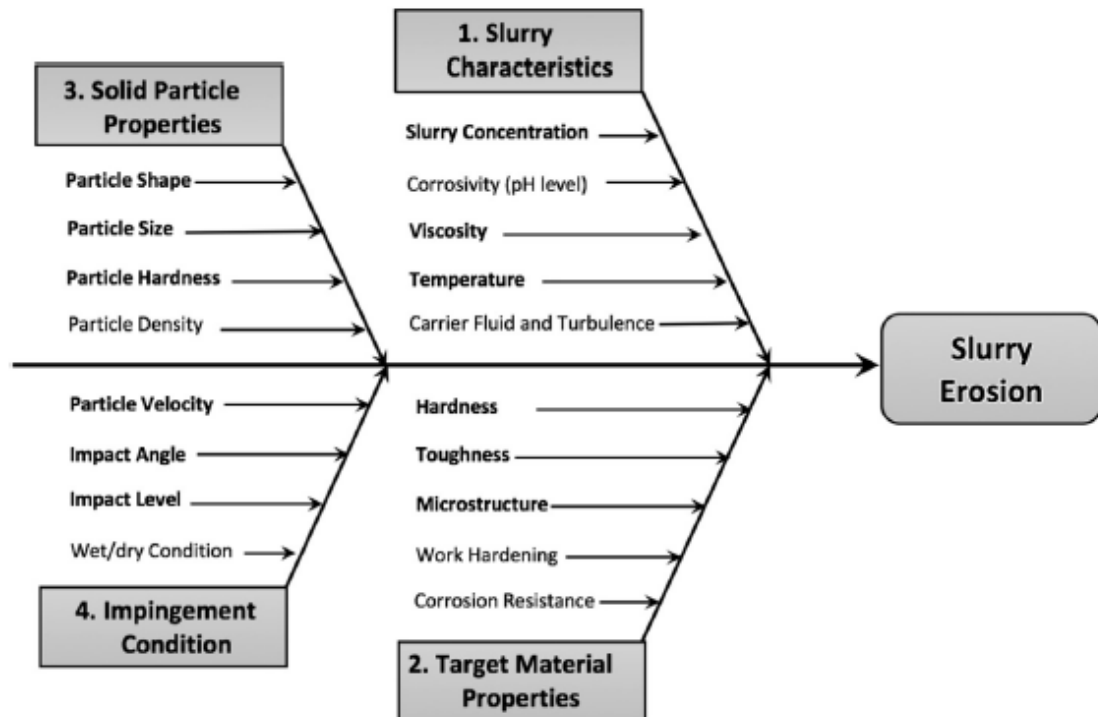 1. Slurry
Characteristics
Slurry Concentration
Corrosivity (pH level)
Viscosity
Temperature
Carrier Fluid and Turbulence
3. Solid Particle
Properties
Particle Shape
Particle Size
Particle Hardness
Particle Density
Slurry
Erosion
Particle Velocity
Impact Angle
Impact Level
Wet/dry Condition
4. Impingement
Condition
Hardness
Toughness
Microstructure
Work Hardening
Corrosion Resistance
2. Target Material
Properties